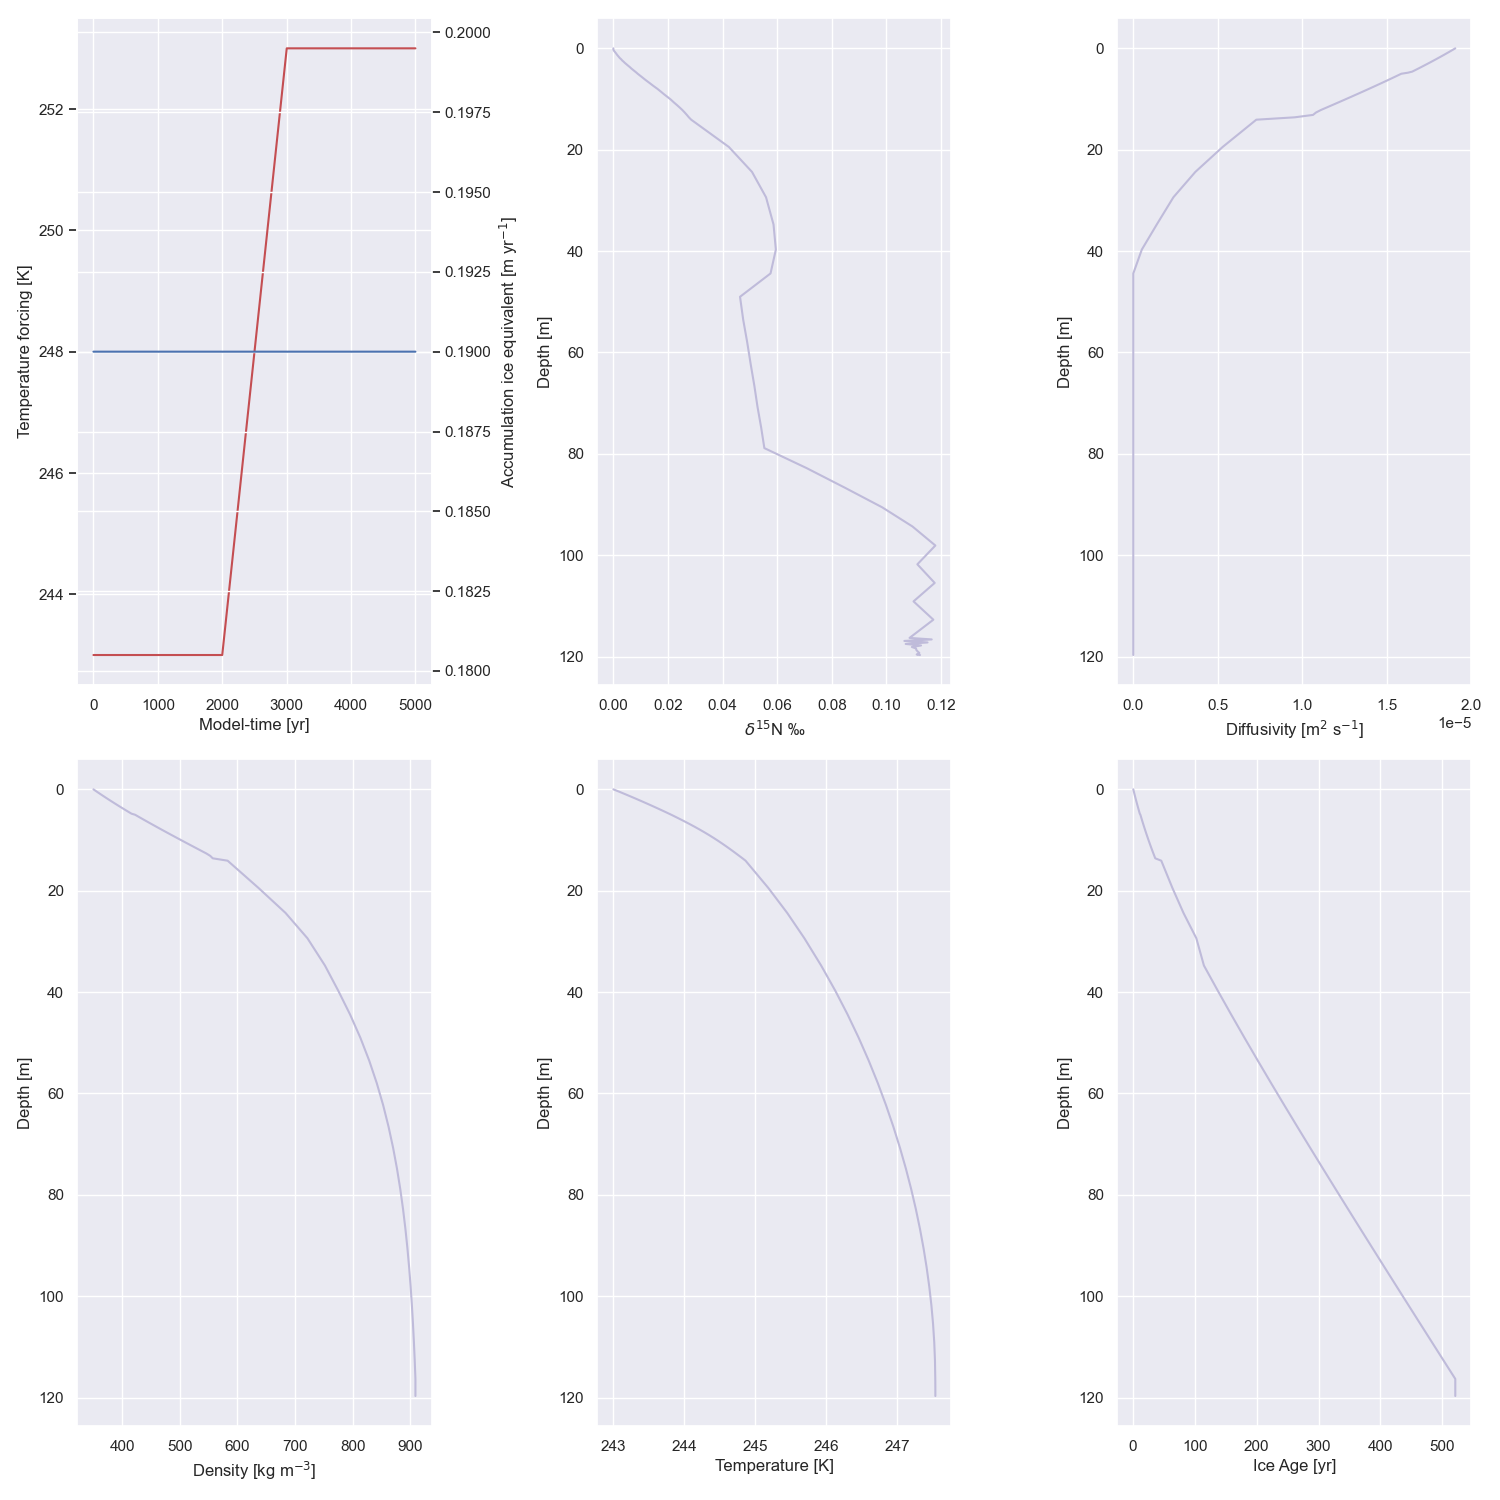 252
250
248
246
244
Temperature forcing [K]
0 1000 2000 3000 4000 5000
Model-time [yr]
0.2000
0.1975
0.1950
0.1925
0.1900
0.1875
0.1850
0.1825
0.1800
Accumulation ice equivalent [m yr⁻¹]
0
20
40
60
80
100
120
Depth [m]
0.00 0.02 0.04 0.06 0.08 0.10 0.12
δ¹⁵N ‰
0
20
40
60
80
100
120
Depth [m]
0.0 0.5 1.0 1.5 2.0
1e−5
Diffusivity [m² s⁻¹]
0
20
40
60
80
100
120
Depth [m]
400 500 600 700 800 900
Density [kg m⁻³]
0
20
40
60
80
100
120
Depth [m]
243 244 245 246 247
Temperature [K]
0
20
40
60
80
100
120
Depth [m]
0 100 200 300 400 500
Ice Age [yr]